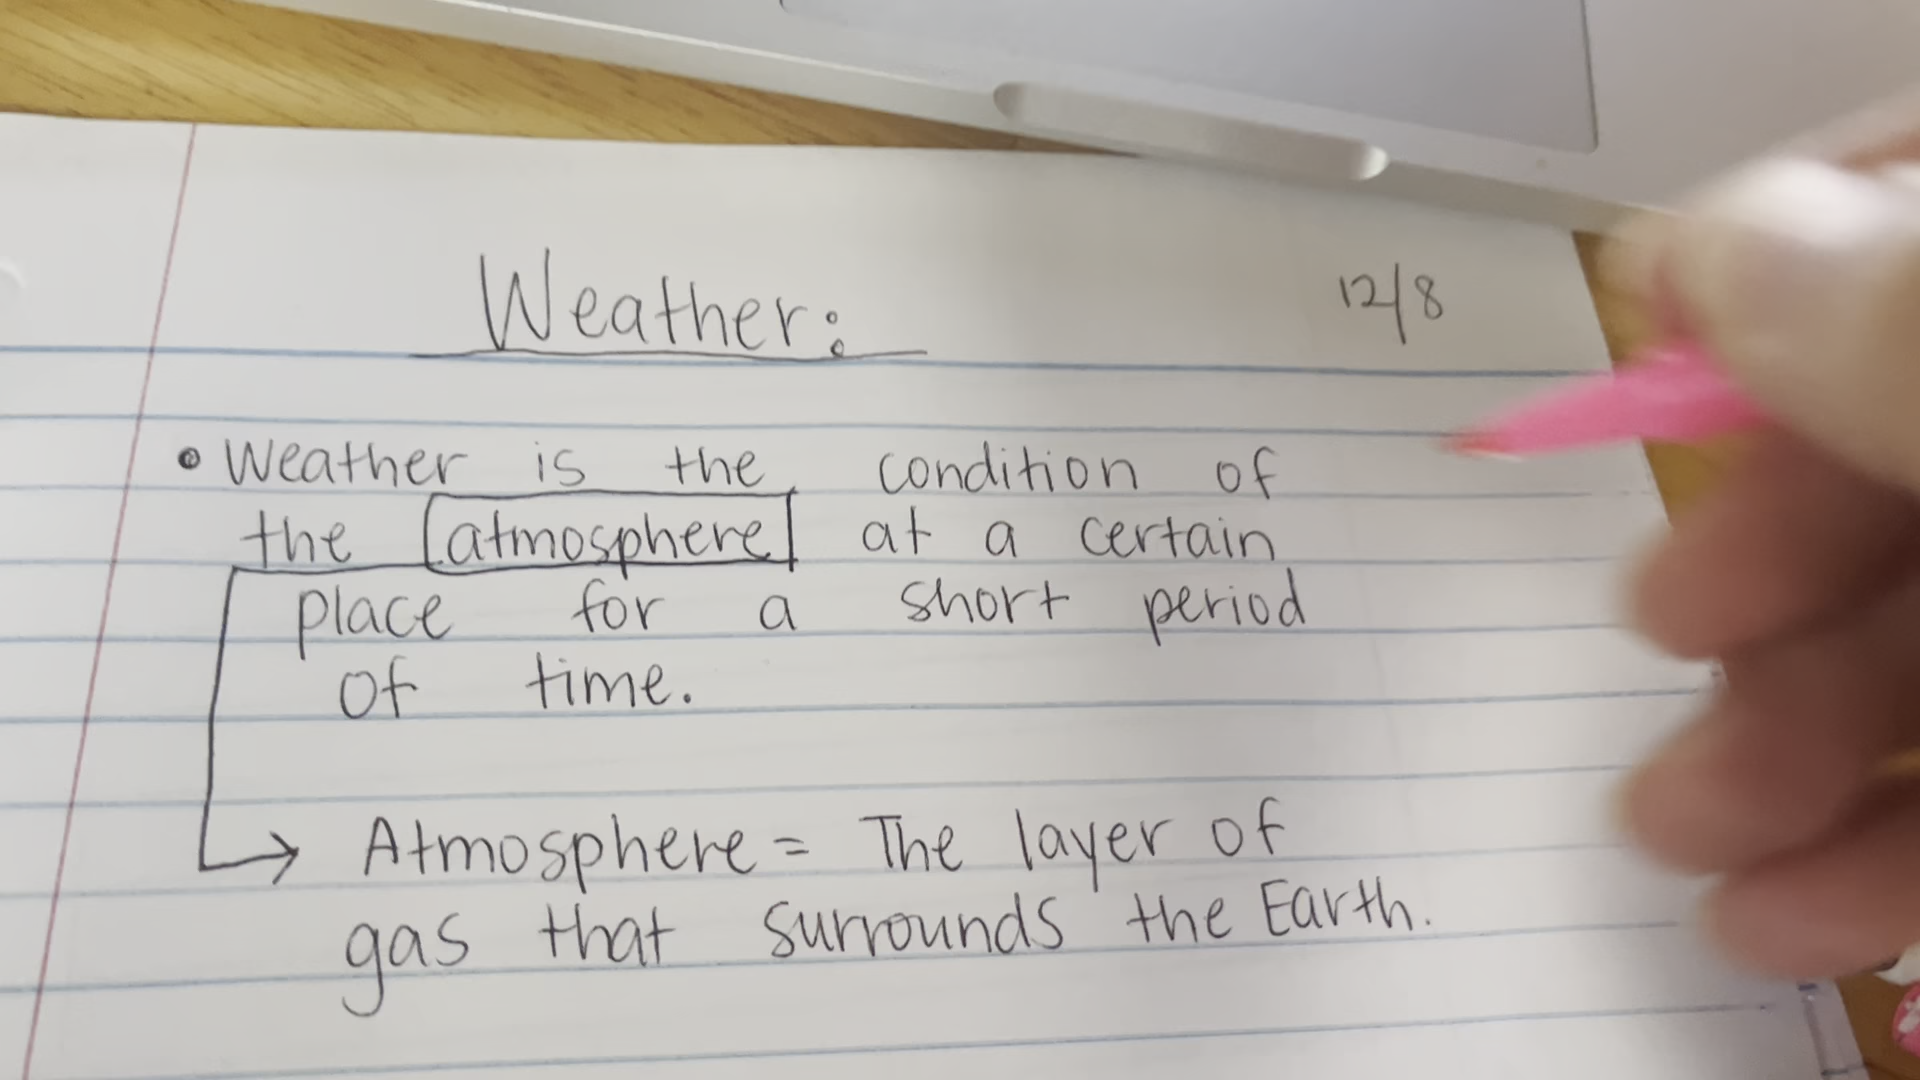 Weather: 12/8
• Weather is the condition of
the atmosphere at a certain
place for a short period
of time.
→ Atmosphere = The layer of
gas that surrounds the Earth.